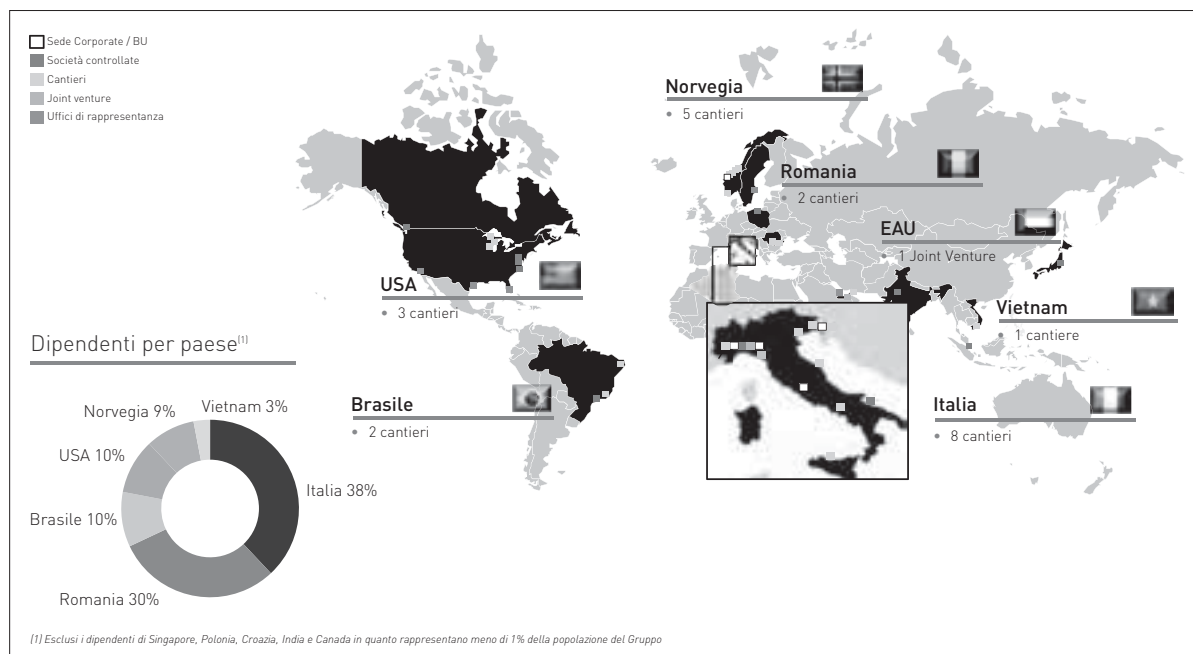 Sede Corporate / BU
Società controllate
Cantieri
Joint venture
Uffici di rappresentanza
Norvegia
• 5 cantieri
Romania
• 2 cantieri
EAU
• 1 Joint Venture
USA
• 3 cantieri
Vietnam
• 1 cantiere
Brasile
• 2 cantieri
Italia
• 8 cantieri
Dipendenti per paese(1)
Norvegia 9%
Vietnam 3%
USA 10%
Italia 38%
Brasile 10%
Romania 30%
(1) Esclusi i dipendenti di Singapore, Polonia, Croazia, India e Canada in quanto rappresentano meno di 1% della popolazione del Gruppo